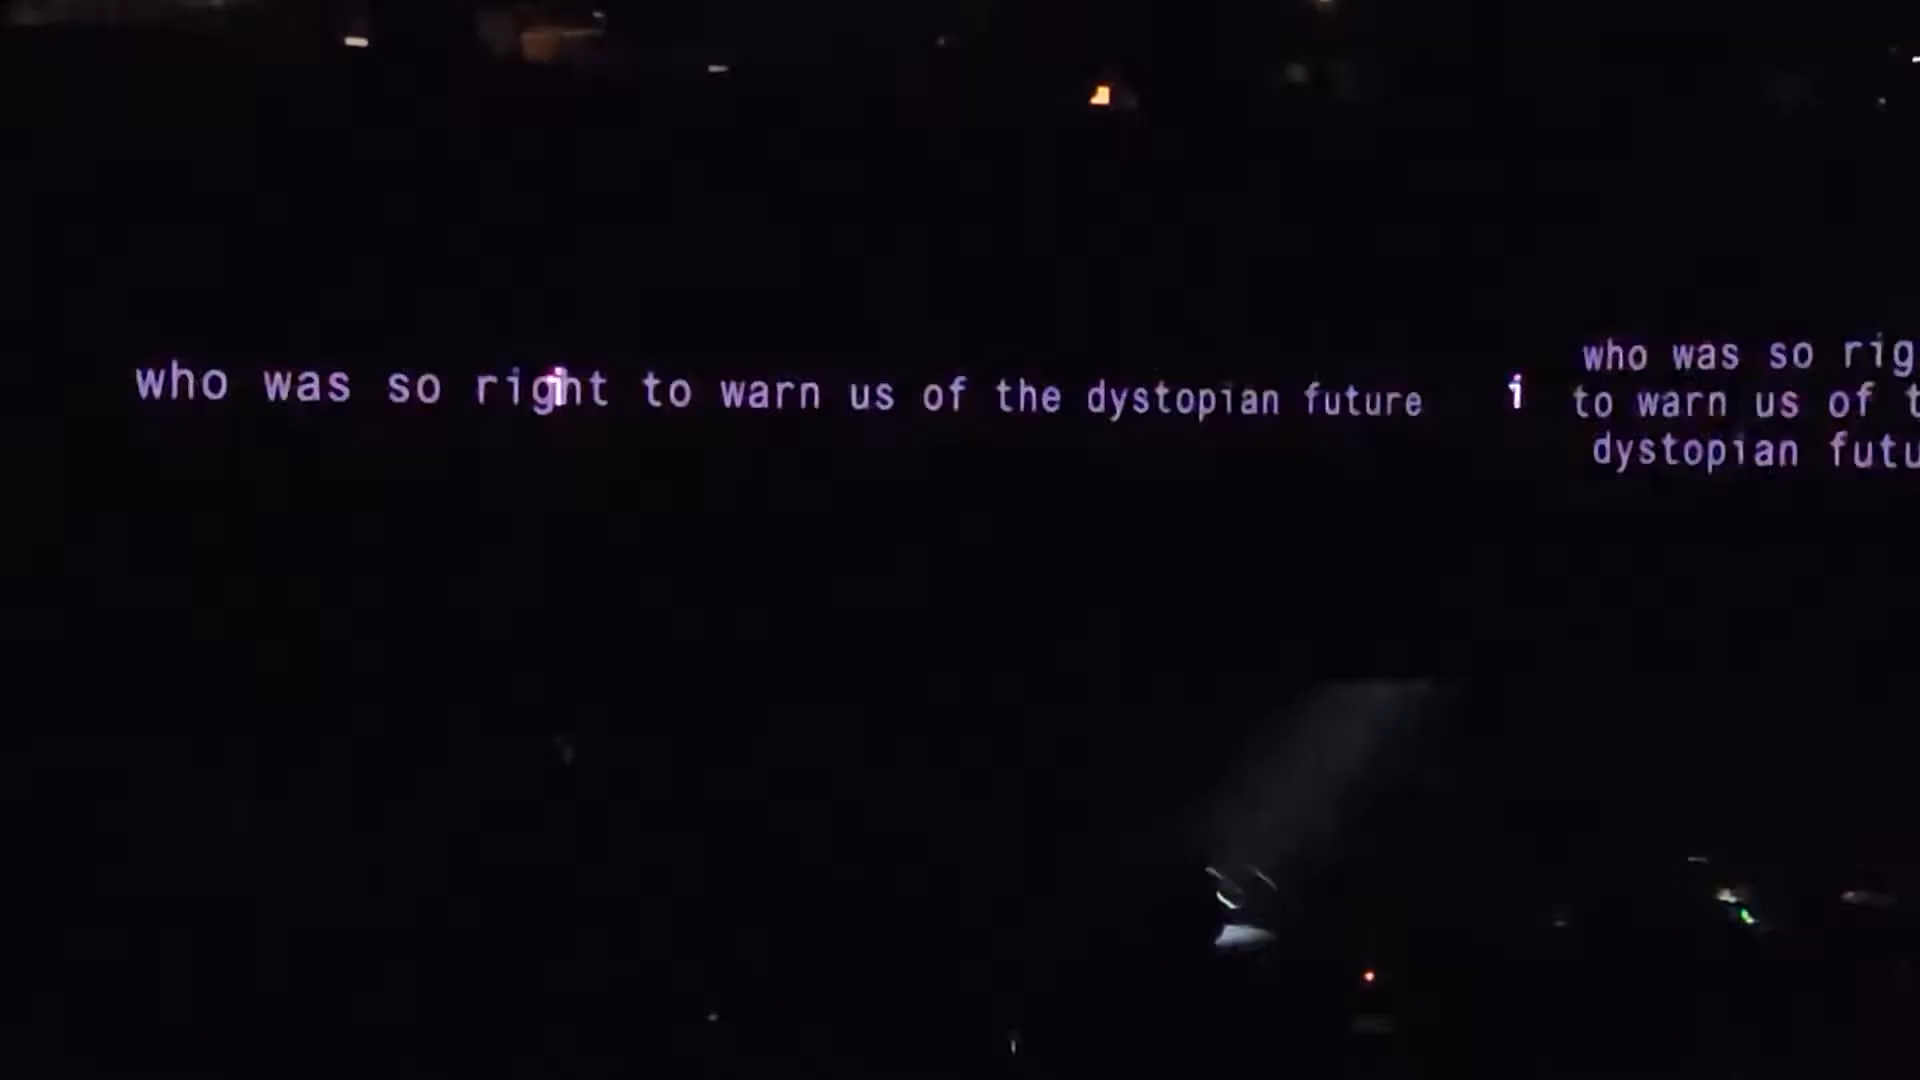 who was so right to warn us of the dystopian future
i
who was so rig
to warn us of t
dystopian futu